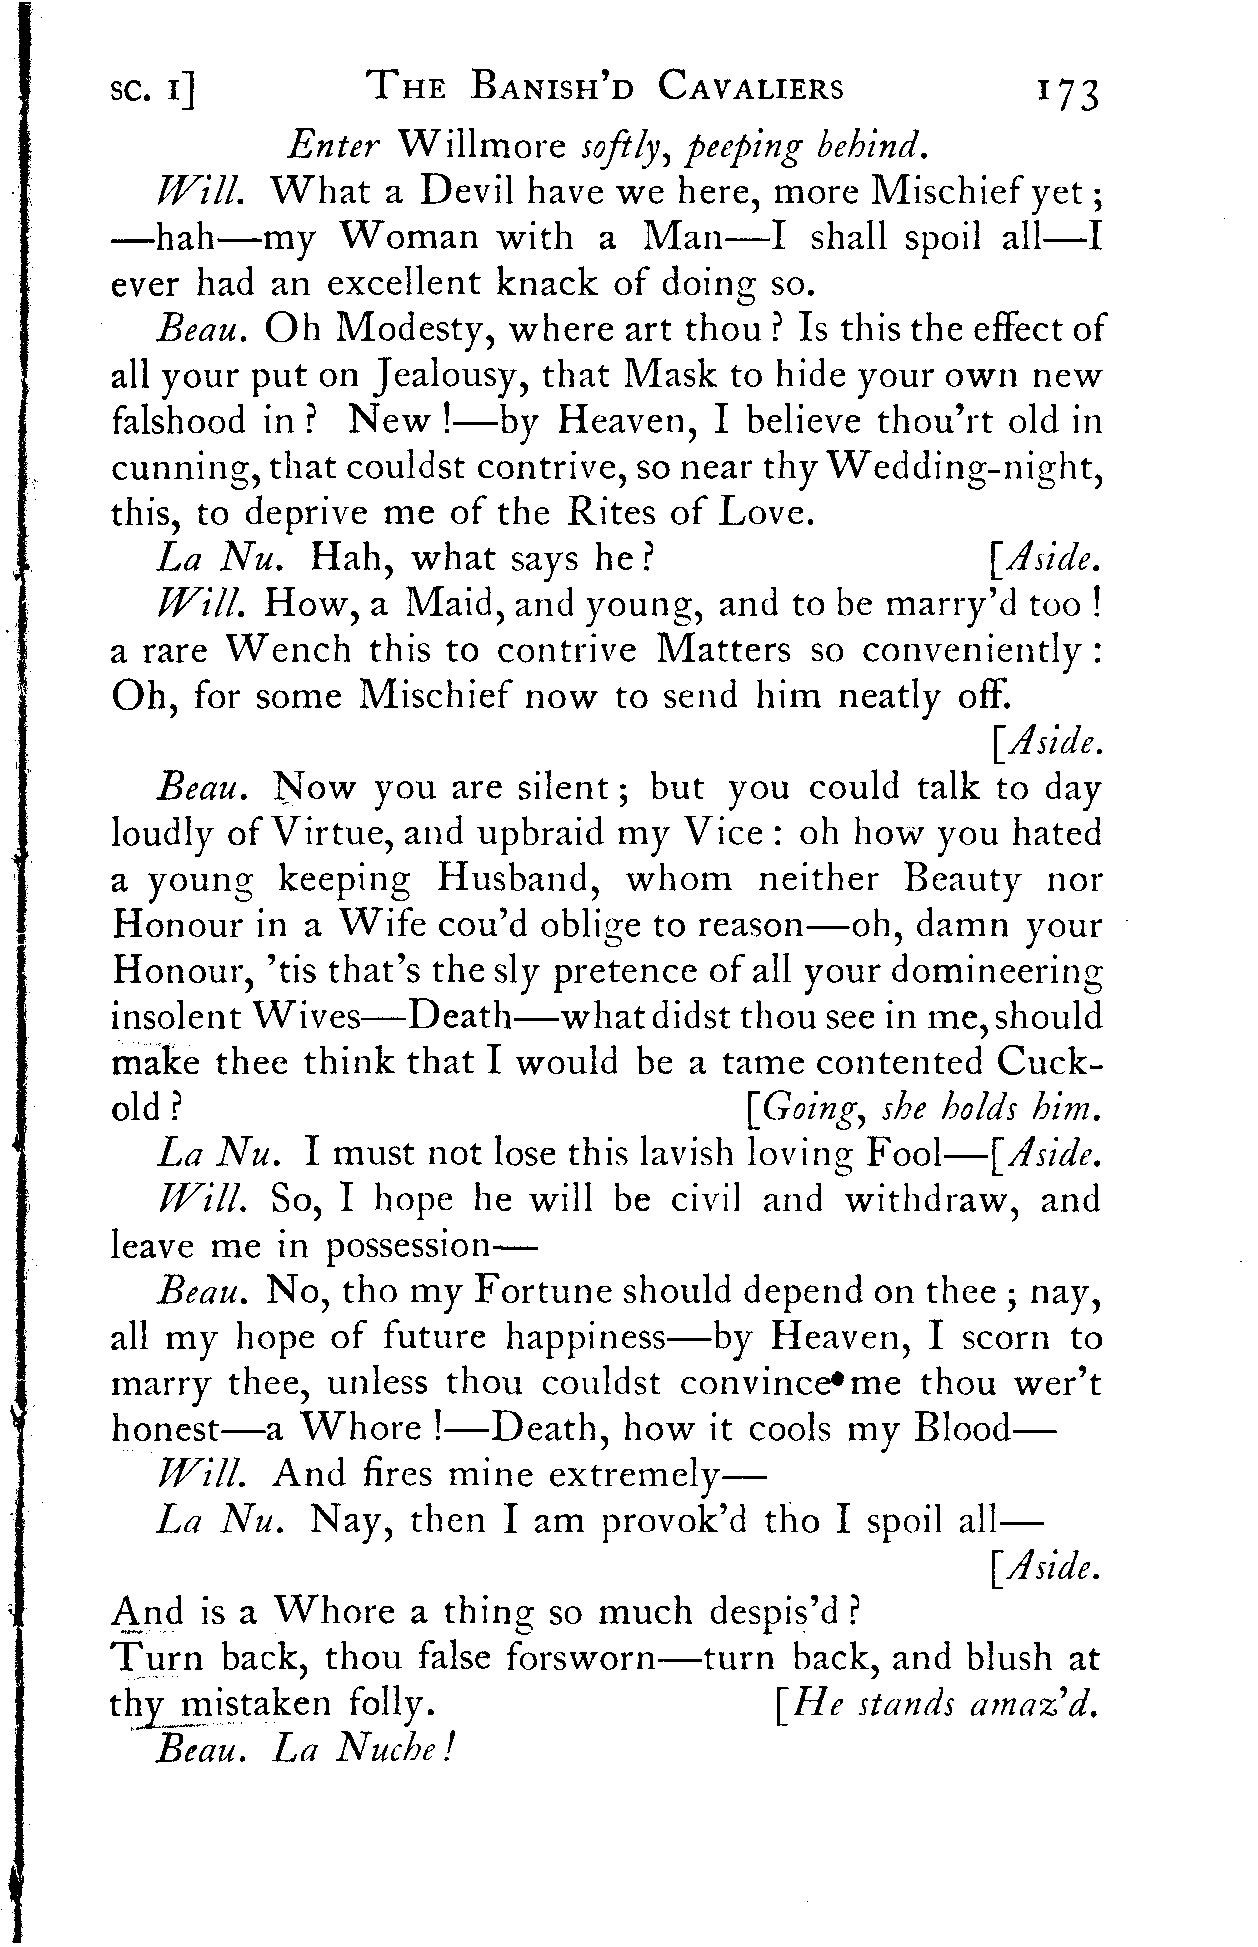 SC. I] THE BANISH'D CAVALIERS 173
Enter Willmore softly, peeping behind.
Will. What a Devil have we here, more Mischief yet ;
—hah—my Woman with a Man—I shall spoil all—I
ever had an excellent knack of doing so.
Beau. Oh Modesty, where art thou ? Is this the effect of
all your put on Jealousy, that Mask to hide your own new
falshood in ? New !—by Heaven, I believe thou'rt old in
cunning, that couldst contrive, so near thy Wedding-night,
this, to deprive me of the Rites of Love.
La Nu. Hah, what says he ? [Aside.
Will. How, a Maid, and young, and to be marry'd too !
a rare Wench this to contrive Matters so conveniently :
Oh, for some Mischief now to send him neatly off.
[Aside.
Beau. Now you are silent ; but you could talk to day
loudly of Virtue, and upbraid my Vice : oh how you hated
a young keeping Husband, whom neither Beauty nor
Honour in a Wife cou'd oblige to reason—oh, damn your
Honour, 'tis that's the sly pretence of all your domineering
insolent Wives—Death—what didst thou see in me, should
make thee think that I would be a tame contented Cuck-
old ? [Going, she holds him.
La Nu. I must not lose this lavish loving Fool—[Aside.
Will. So, I hope he will be civil and withdraw, and
leave me in possession—
Beau. No, tho my Fortune should depend on thee ; nay,
all my hope of future happiness—by Heaven, I scorn to
marry thee, unless thou couldst convince me thou wer't
honest—a Whore !—Death, how it cools my Blood—
Will. And fires mine extremely—
La Nu. Nay, then I am provok'd tho I spoil all—
[Aside.
And is a Whore a thing so much despis'd ?
Turn back, thou false forsworn—turn back, and blush at
thy mistaken folly. [He stands amaz'd.
Beau. La Nuche !